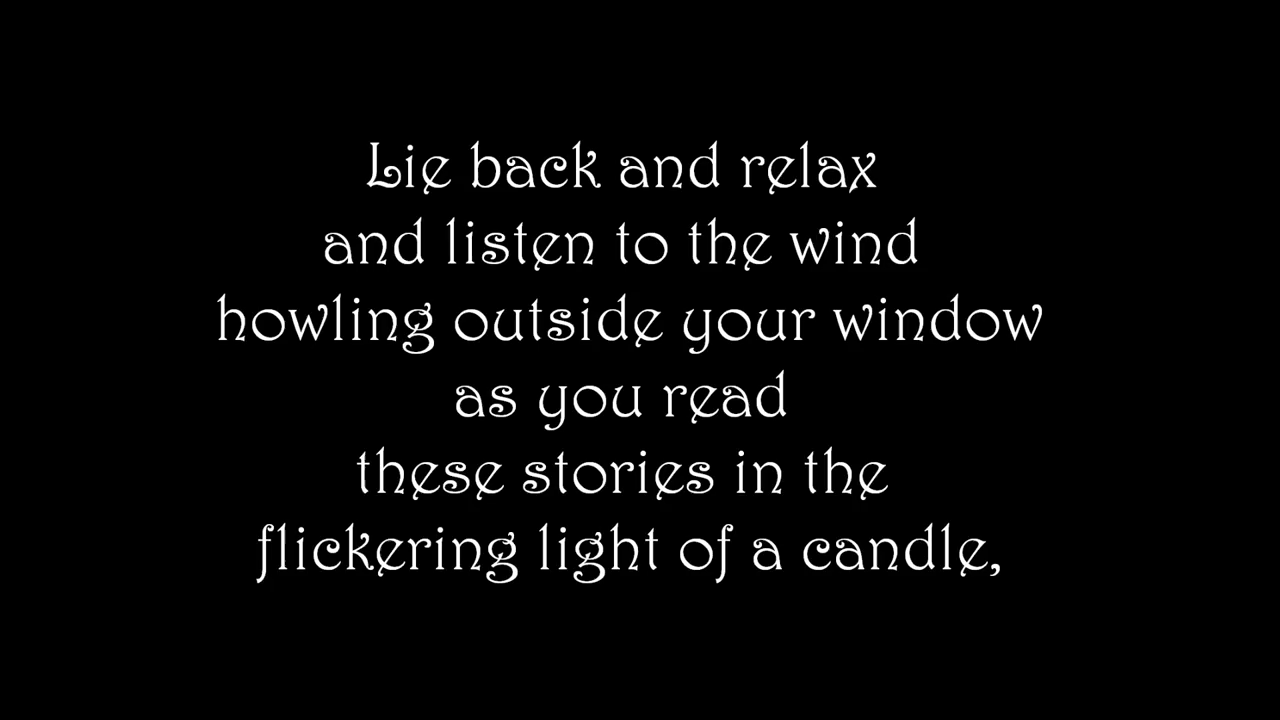 Lie back and relax
and listen to the wind
howling outside your window
as you read
these stories in the
flickering light of a candle,